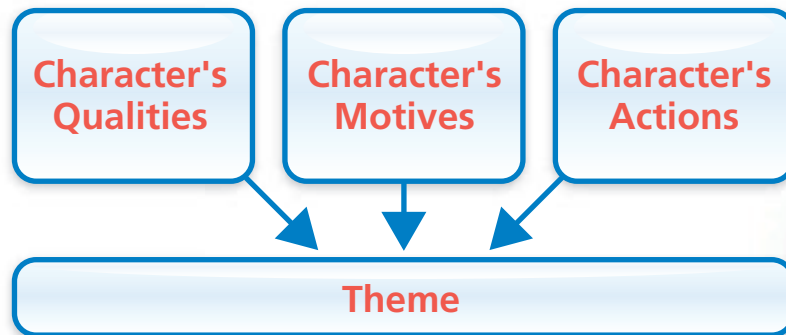 Character's
Qualities
Character's
Motives
Character's
Actions
Theme